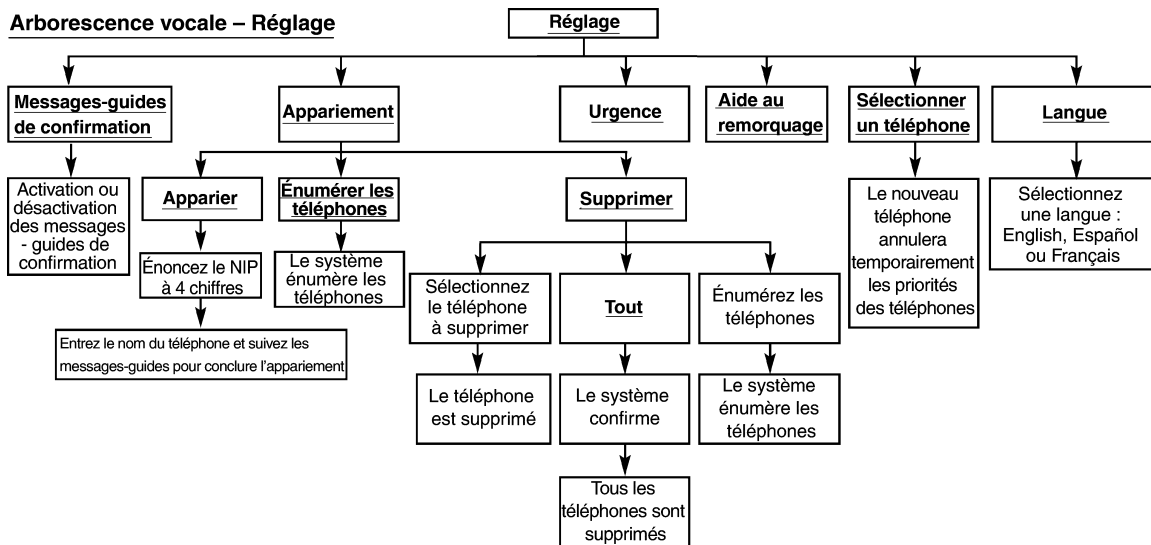 Arborescence vocale – Réglage
Réglage
Messages-guides
de confirmation
Appariement
Urgence
Aide au
remorquage
Sélectionner
un téléphone
Langue
Activation ou
désactivation
des messages
- guides de
confirmation
Apparier
Énumérer les
téléphones
Supprimer
Le nouveau
téléphone
annulera
temporairement
les priorités
des téléphones
Sélectionnez
une langue :
English, Español
ou Français
Énoncez le NIP
à 4 chiffres
Le système
énumère les
téléphones
Sélectionnez
le téléphone
à supprimer
Tout
Énumérez les
téléphones
Entrez le nom du téléphone et suivez les
messages-guides pour conclure l’appariement
Le téléphone
est supprimé
Le système
confirme
Le système
énumère les
téléphones
Tous les
téléphones sont
supprimés